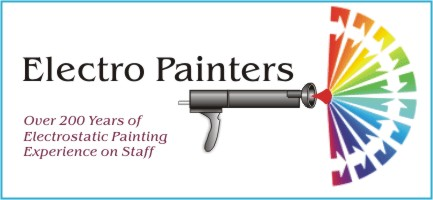 Electro Painters
Over 200 Years of
Electrostatic Painting
Experience on Staff